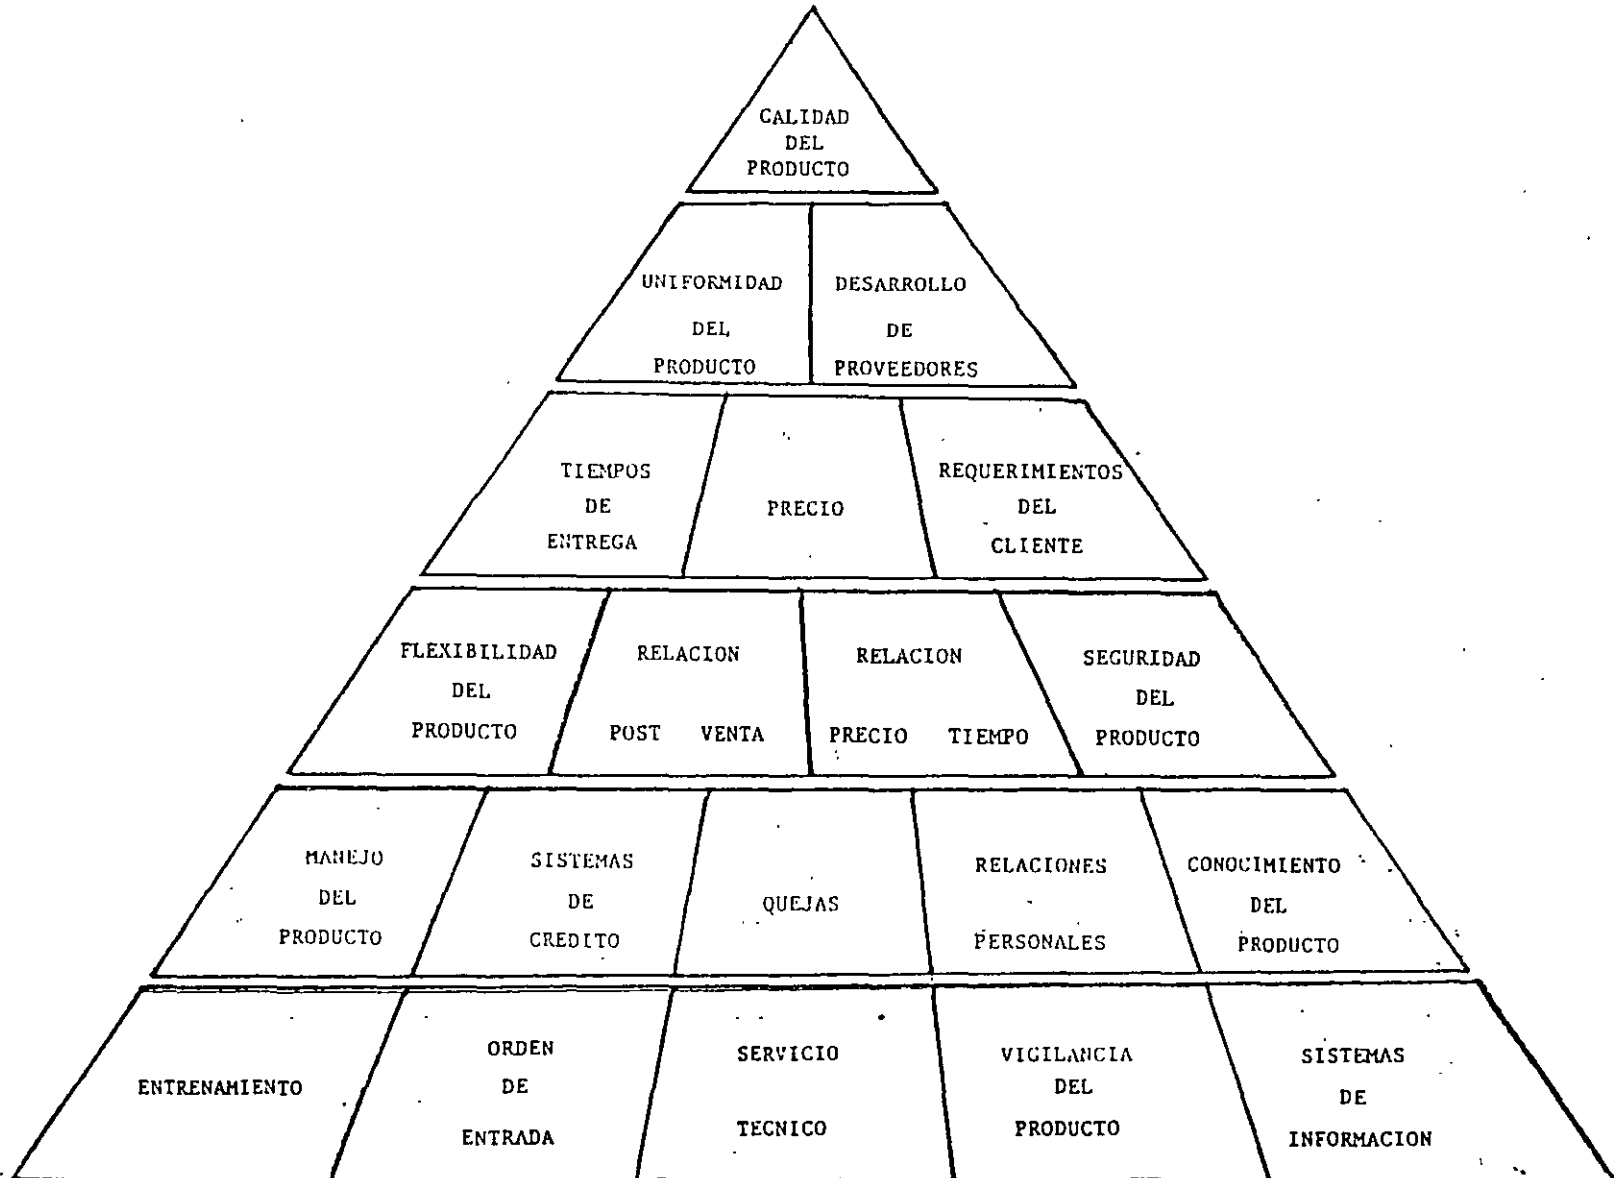 CALIDAD
DEL
PRODUCTO
UNIFORMIDAD
DEL
PRODUCTO
DESARROLLO
DE
PROVEEDORES
TIEMPOS
DE
ENTREGA
PRECIO
REQUERIMIENTOS
DEL
CLIENTE
FLEXIBILIDAD
DEL
PRODUCTO
RELACION
POST VENTA
RELACION
PRECIO TIEMPO
SEGURIDAD
DEL
PRODUCTO
MANEJO
DEL
PRODUCTO
SISTEMAS
DE
CREDITO
QUEJAS
RELACIONES
PERSONALES
CONOCIMIENTO
DEL
PRODUCTO
ENTRENAMIENTO
ORDEN
DE
ENTRADA
SERVICIO
TECNICO
VIGILANCIA
DEL
PRODUCTO
SISTEMAS
DE
INFORMACION